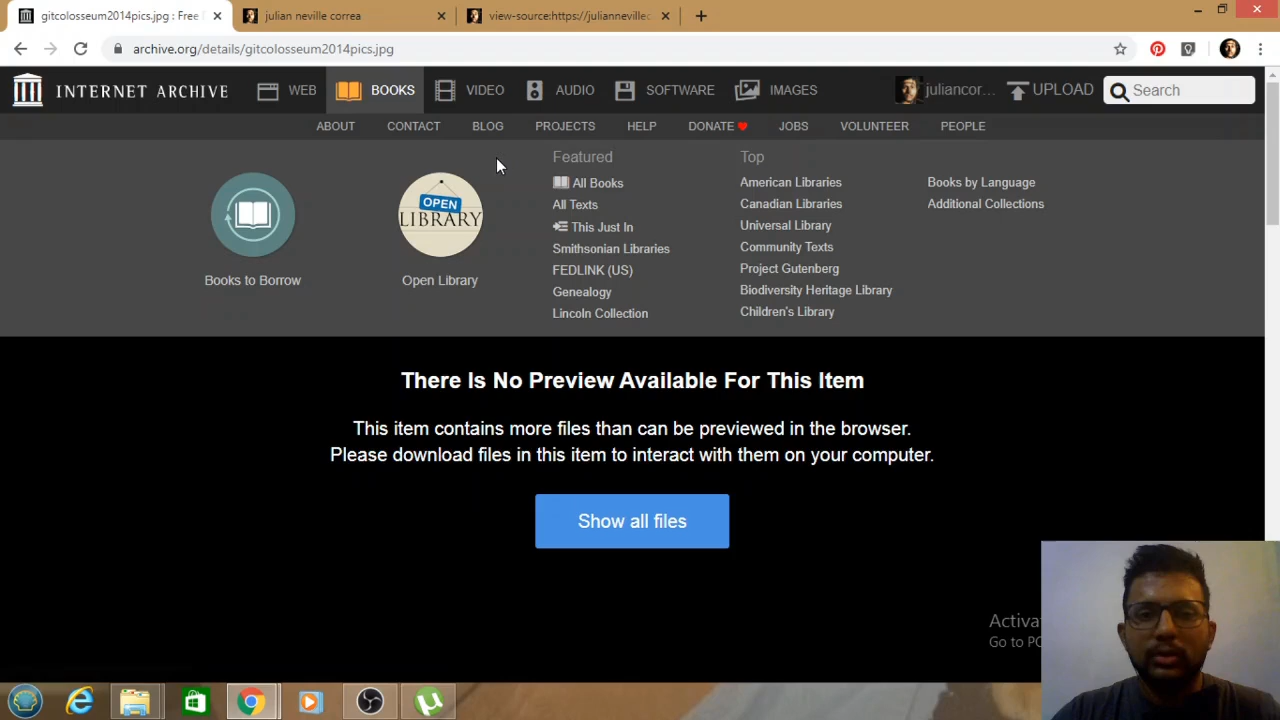 gitcolosseum2014pics.jpg : Free
julian neville correa
view-source:https://juliannevillec
archive.org/details/gitcolosseum2014pics.jpg
INTERNET ARCHIVE
WEB
BOOKS
VIDEO
AUDIO
SOFTWARE
IMAGES
juliancor...
UPLOAD
Search
ABOUT
CONTACT
BLOG
PROJECTS
HELP
DONATE
JOBS
VOLUNTEER
PEOPLE
OPEN
LIBRARY
Books to Borrow
Open Library
Featured
All Books
All Texts
This Just In
Smithsonian Libraries
FEDLINK (US)
Genealogy
Lincoln Collection
Top
American Libraries
Canadian Libraries
Universal Library
Community Texts
Project Gutenberg
Biodiversity Heritage Library
Children's Library
Books by Language
Additional Collections
There Is No Preview Available For This Item
This item contains more files than can be previewed in the browser.
Please download files in this item to interact with them on your computer.
Show all files
Activa
Go to PC